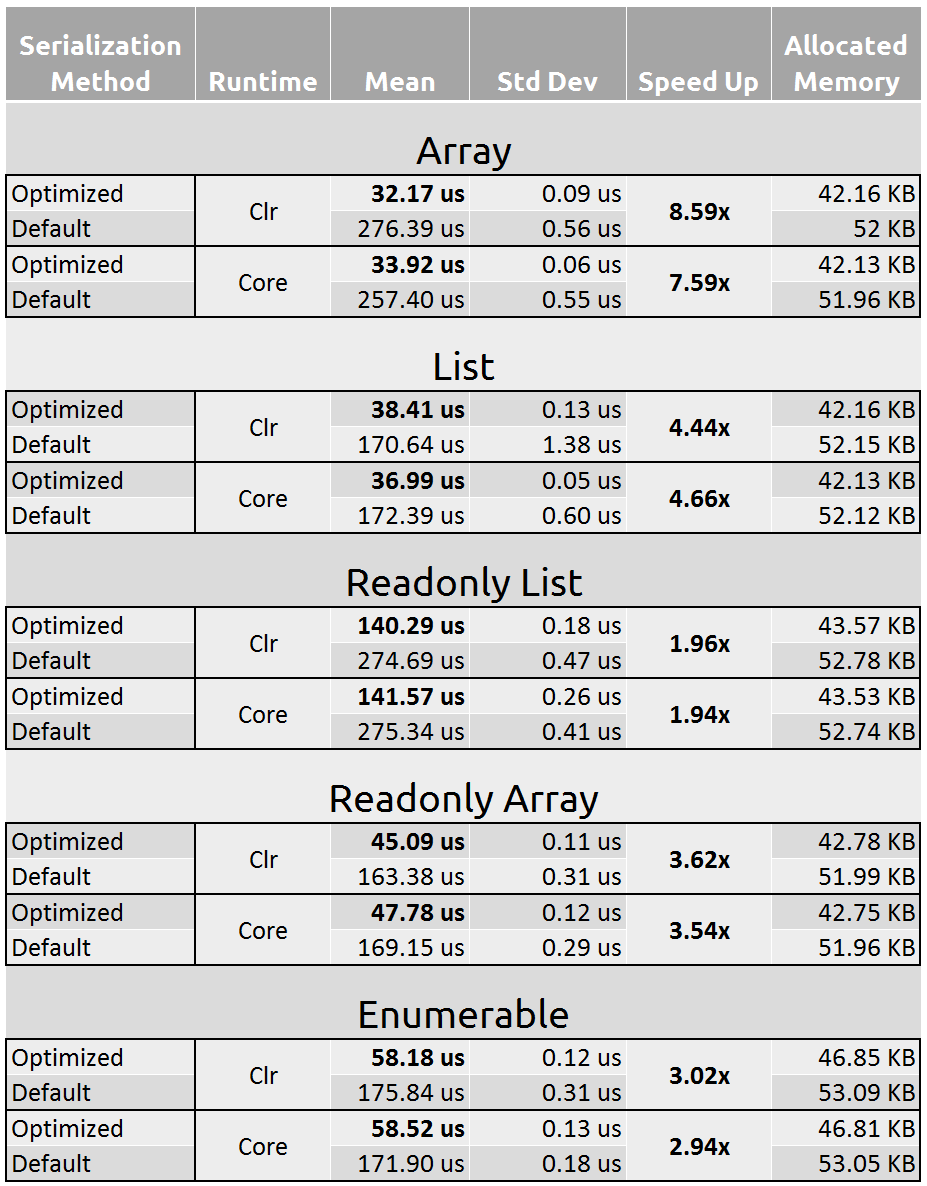 Serialization Method Runtime Mean Std Dev Speed Up Allocated Memory
Array
Optimized Clr 32.17 us 0.09 us 8.59x 42.16 KB
Default 276.39 us 0.56 us 52 KB
Optimized Core 33.92 us 0.06 us 7.59x 42.13 KB
Default 257.40 us 0.55 us 51.96 KB
List
Optimized Clr 38.41 us 0.13 us 4.44x 42.16 KB
Default 170.64 us 1.38 us 52.15 KB
Optimized Core 36.99 us 0.05 us 4.66x 42.13 KB
Default 172.39 us 0.60 us 52.12 KB
Readonly List
Optimized Clr 140.29 us 0.18 us 1.96x 43.57 KB
Default 274.69 us 0.47 us 52.78 KB
Optimized Core 141.57 us 0.26 us 1.94x 43.53 KB
Default 275.34 us 0.41 us 52.74 KB
Readonly Array
Optimized Clr 45.09 us 0.11 us 3.62x 42.78 KB
Default 163.38 us 0.31 us 51.99 KB
Optimized Core 47.78 us 0.12 us 3.54x 42.75 KB
Default 169.15 us 0.29 us 51.96 KB
Enumerable
Optimized Clr 58.18 us 0.12 us 3.02x 46.85 KB
Default 175.84 us 0.31 us 53.09 KB
Optimized Core 58.52 us 0.13 us 2.94x 46.81 KB
Default 171.90 us 0.18 us 53.05 KB